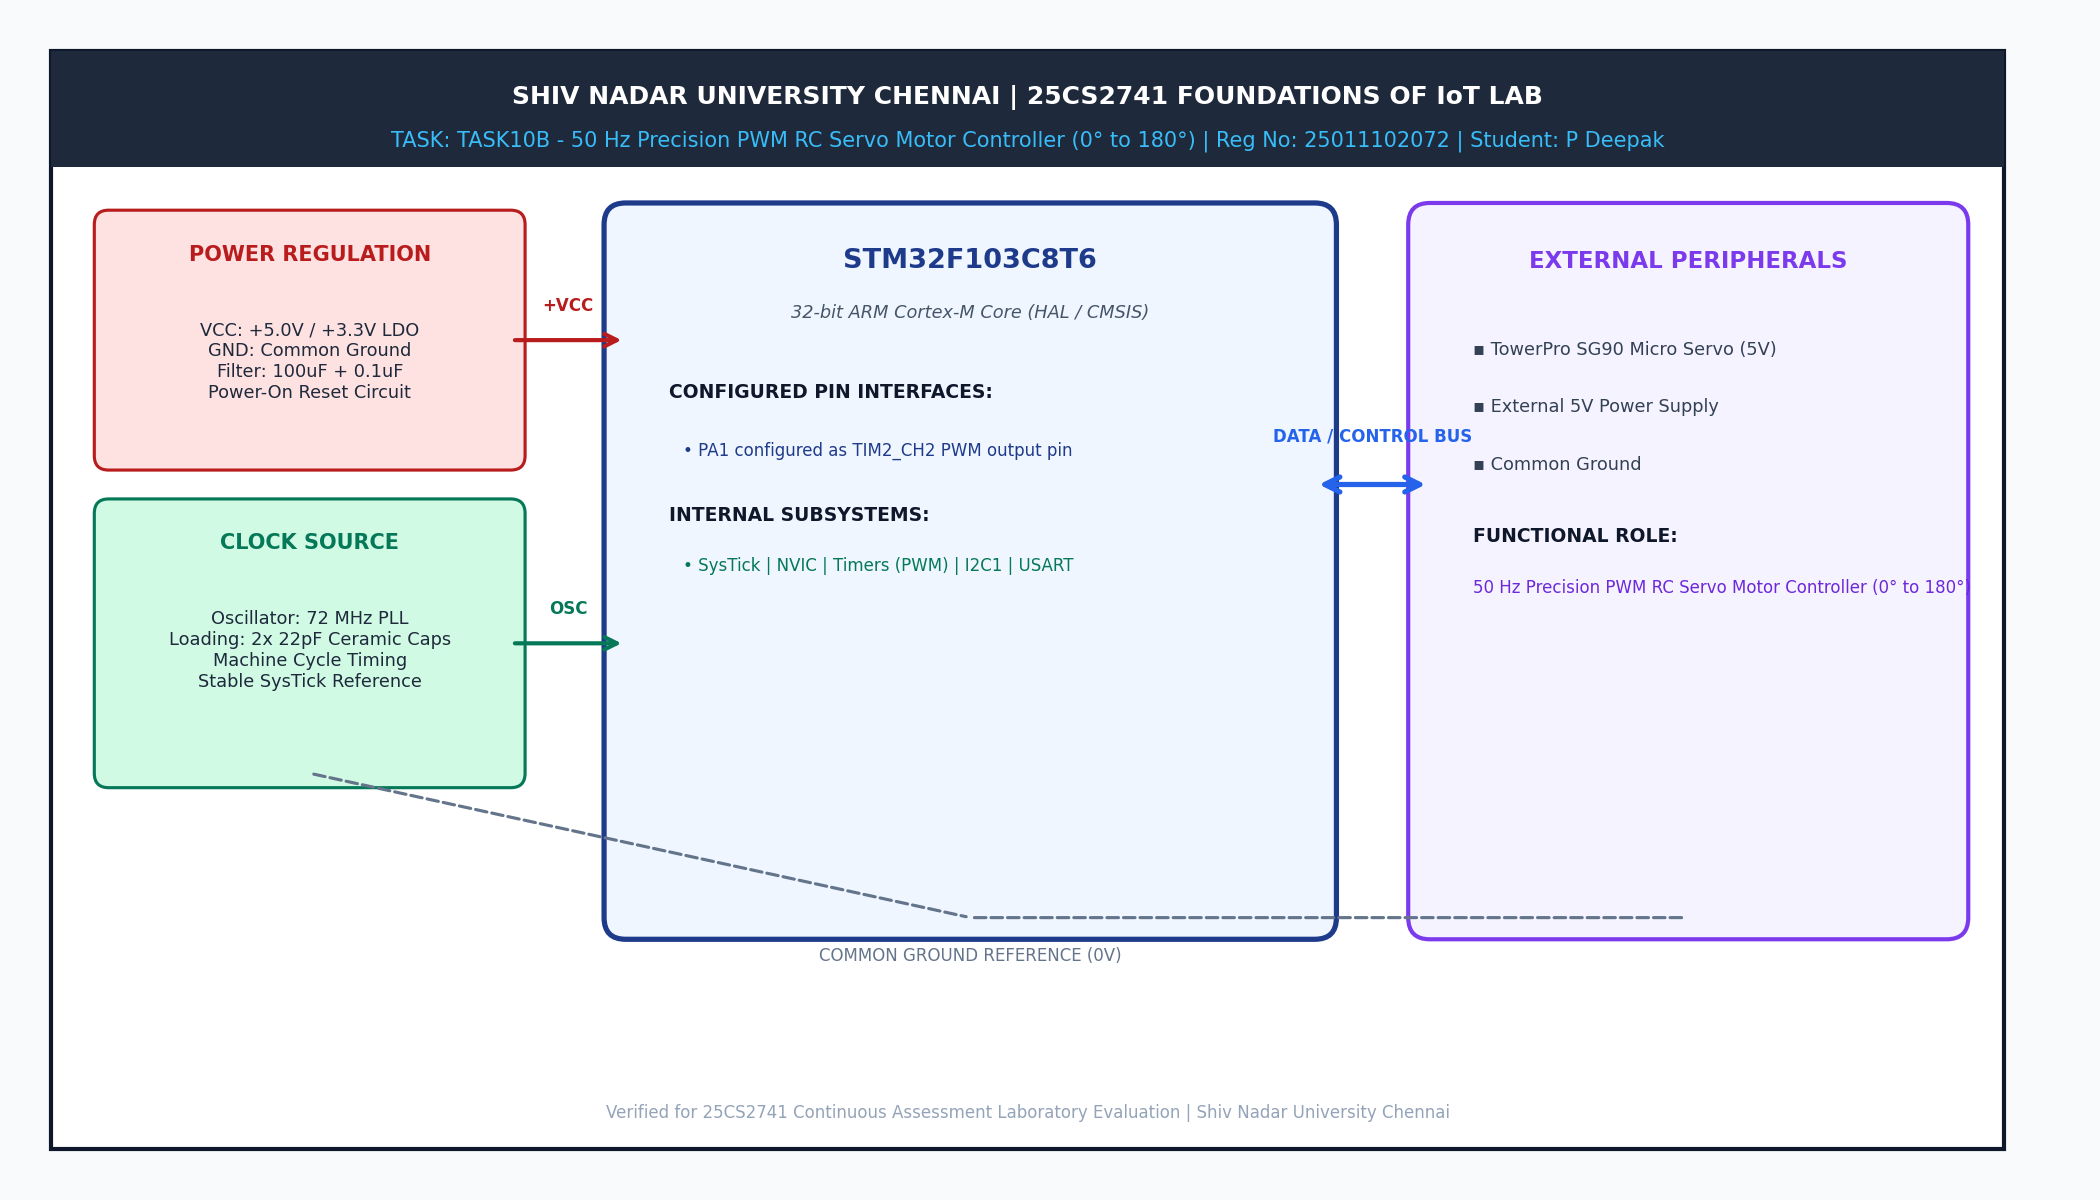 SHIV NADAR UNIVERSITY CHENNAI | 25CS2741 FOUNDATIONS OF IoT LAB
TASK: TASK10B - 50 Hz Precision PWM RC Servo Motor Controller (0° to 180°) | Reg No: 25011102072 | Student: P Deepak
POWER REGULATION
VCC: +5.0V / +3.3V LDO
GND: Common Ground
Filter: 100uF + 0.1uF
Power-On Reset Circuit
+VCC
CLOCK SOURCE
Oscillator: 72 MHz PLL
Loading: 2x 22pF Ceramic Caps
Machine Cycle Timing
Stable SysTick Reference
OSC
STM32F103C8T6
32-bit ARM Cortex-M Core (HAL / CMSIS)
CONFIGURED PIN INTERFACES:
• PA1 configured as TIM2_CH2 PWM output pin
INTERNAL SUBSYSTEMS:
• SysTick | NVIC | Timers (PWM) | I2C1 | USART
DATA / CONTROL BUS
EXTERNAL PERIPHERALS
▪ TowerPro SG90 Micro Servo (5V)
▪ External 5V Power Supply
▪ Common Ground
FUNCTIONAL ROLE:
50 Hz Precision PWM RC Servo Motor Controller (0° to 180°)
COMMON GROUND REFERENCE (0V)
Verified for 25CS2741 Continuous Assessment Laboratory Evaluation | Shiv Nadar University Chennai